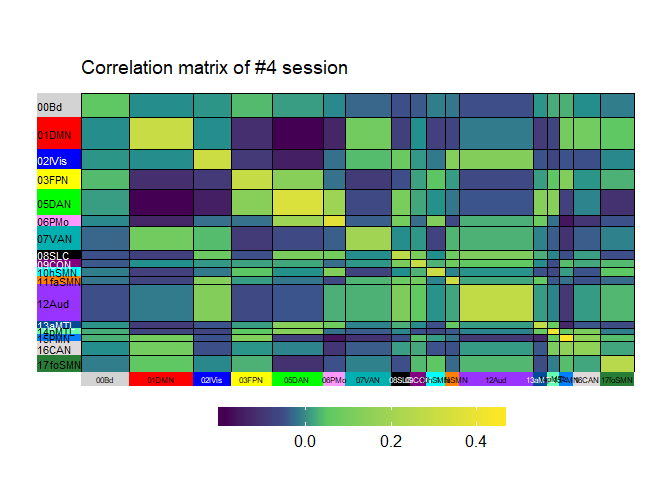 Correlation matrix of #4 session
00Bd
01DMN
02lVis
03FPN
05DAN
06PMo
07VAN
08SLC
09CON
10hSMN
11faSMN
12Aud
13aMTL
14pMTL
15PMN
16CAN
17foSMN
00Bd 01DMN 02lVis 03FPN 05DAN 06PMo 07VAN 12Aud 16CAN 17foSMN
0.0 0.2 0.4